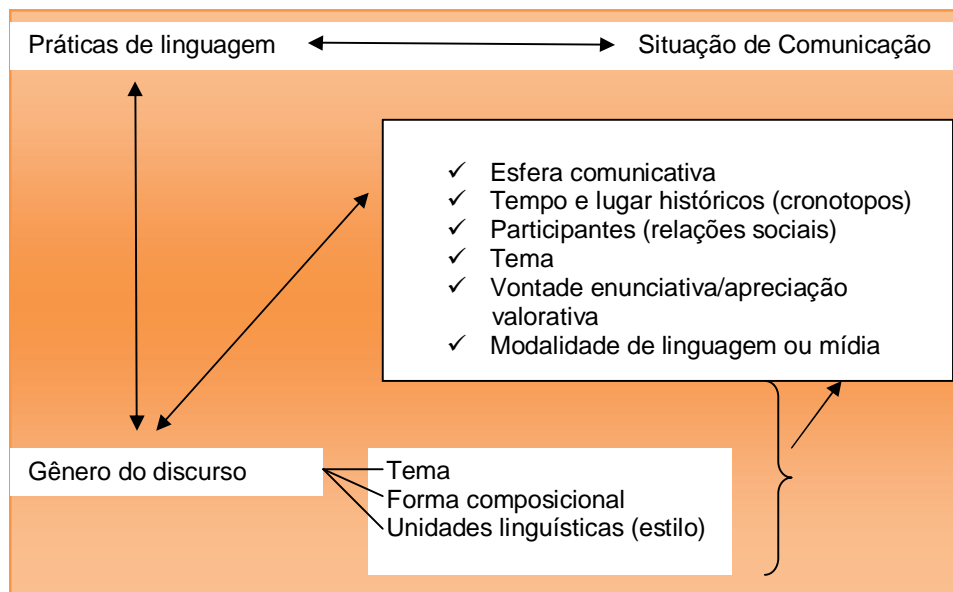 Práticas de linguagem
Situação de Comunicação
✓ Esfera comunicativa
✓ Tempo e lugar históricos (cronotopos)
✓ Participantes (relações sociais)
✓ Tema
✓ Vontade enunciativa/apreciação
valorativa
✓ Modalidade de linguagem ou mídia
Gênero do discurso
Tema
Forma composicional
Unidades linguísticas (estilo)